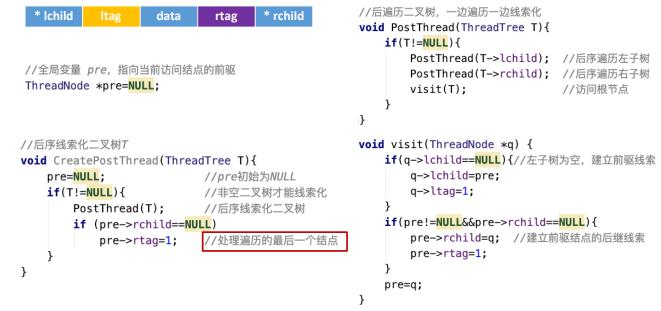 * lchild ltag data rtag * rchild
//全局变量 pre，指向当前访问结点的前驱
ThreadNode *pre=NULL;
//后序线索化二叉树T
void CreatePostThread(ThreadTree T){
pre=NULL; //pre初始为NULL
if(T!=NULL){ //非空二叉树才能线索化
PostThread(T); //后序线索化二叉树
if (pre->rchild==NULL)
pre->rtag=1; //处理遍历的最后一个结点
}
}
//后遍历二叉树，一边遍历一边线索化
void PostThread(ThreadTree T){
if(T!=NULL){
PostThread(T->lchild); //后序遍历左子树
PostThread(T->rchild); //后序遍历右子树
visit(T); //访问根节点
}
}
void visit(ThreadNode *q) {
if(q->lchild==NULL){//左子树为空，建立前驱线索
q->lchild=pre;
q->ltag=1;
}
if(pre!=NULL&&pre->rchild==NULL){
pre->rchild=q; //建立前驱结点的后继线索
pre->rtag=1;
}
pre=q;
}